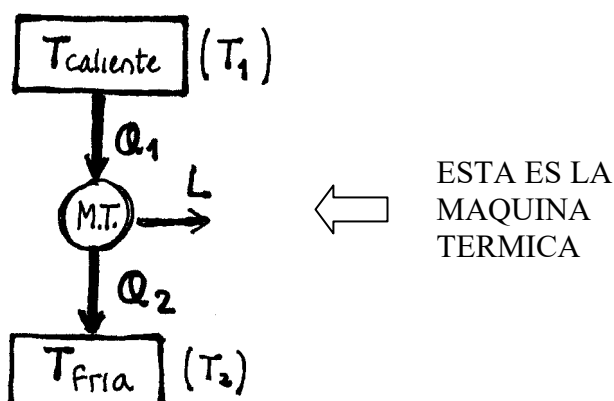 Tcaliente (T1)
Q1
L
M.T.
Q2
Tfria (T2)
ESTA ES LA
MAQUINA
TERMICA